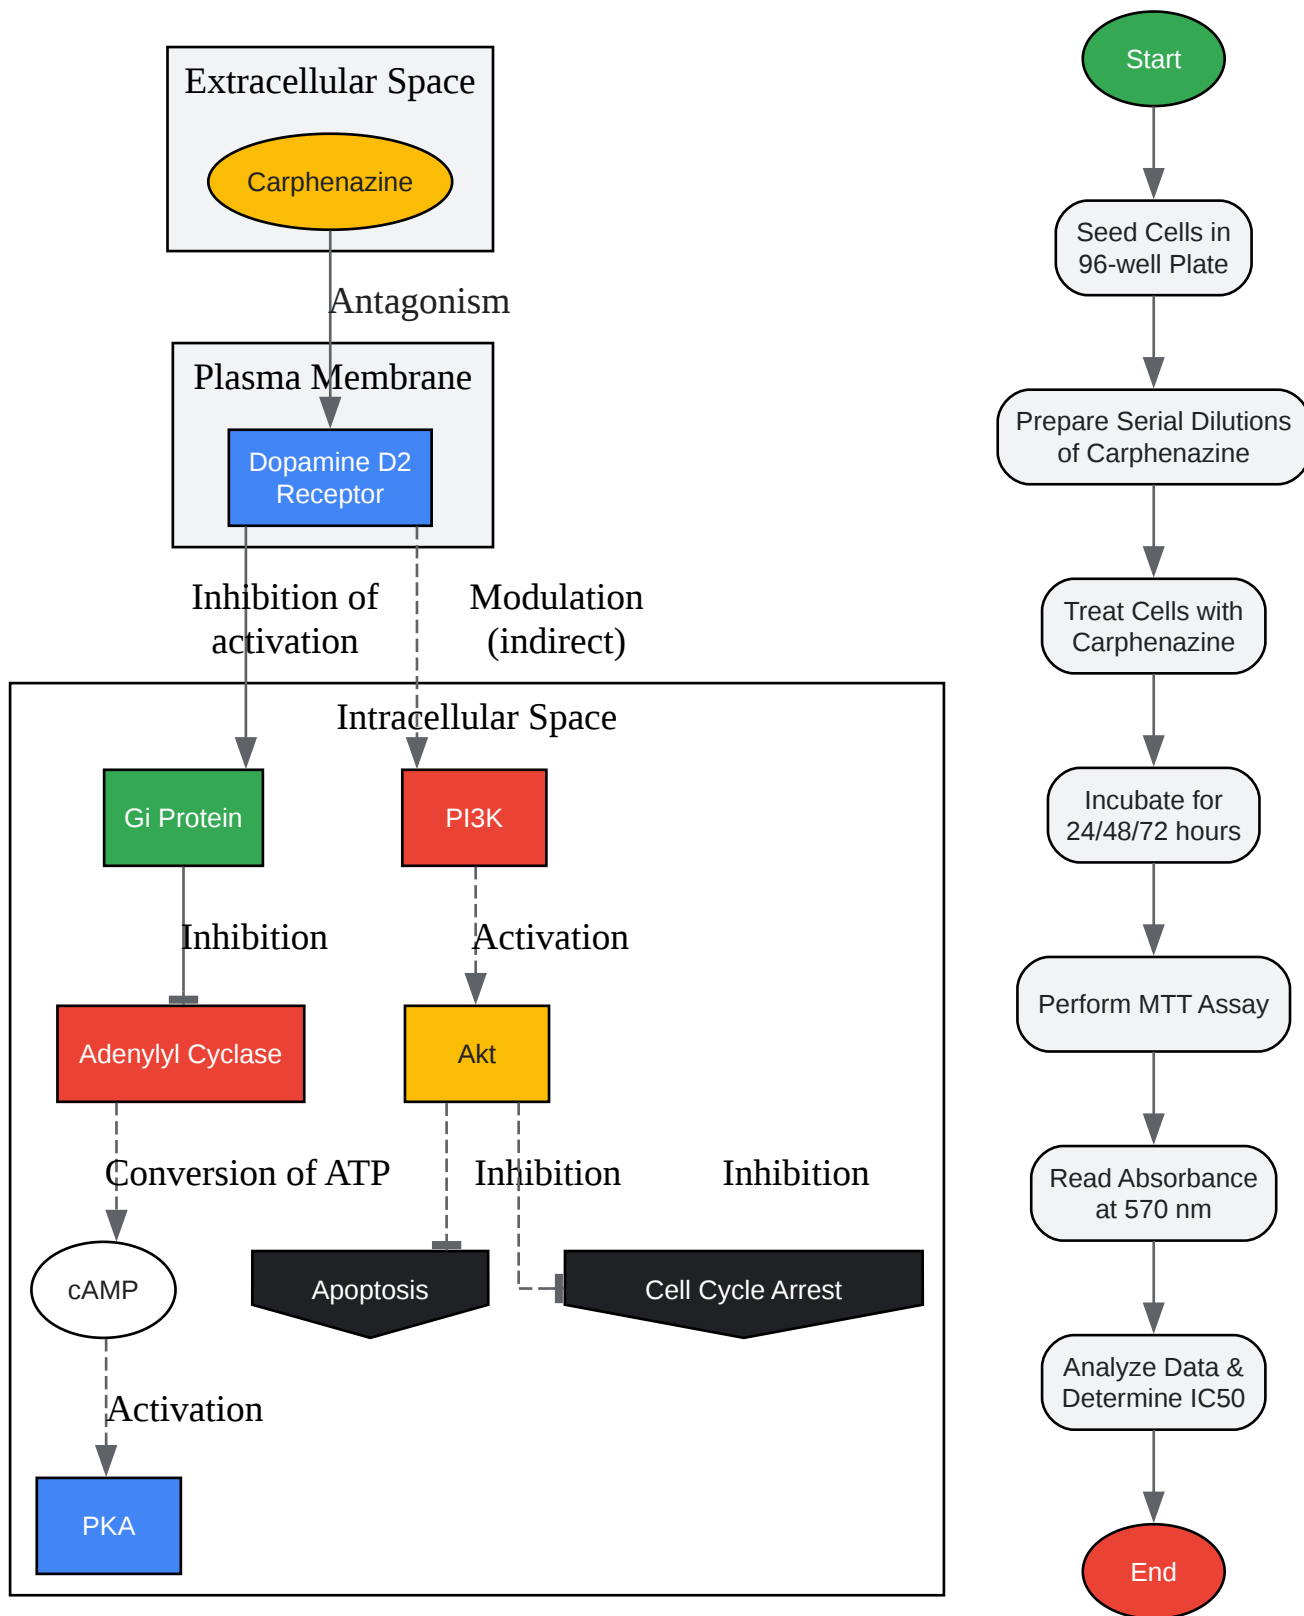 Extracellular Space
Carphenazine
Antagonism
Plasma Membrane
Dopamine D2
Receptor
Inhibition of
activation
Modulation
(indirect)
Intracellular Space
Gi Protein
PI3K
Inhibition
Activation
Adenylyl Cyclase
Akt
Conversion of ATP
Inhibition
Inhibition
cAMP
Apoptosis
Cell Cycle Arrest
Activation
PKA
Start
Seed Cells in
96-well Plate
Prepare Serial Dilutions
of Carphenazine
Treat Cells with
Carphenazine
Incubate for
24/48/72 hours
Perform MTT Assay
Read Absorbance
at 570 nm
Analyze Data &
Determine IC50
End